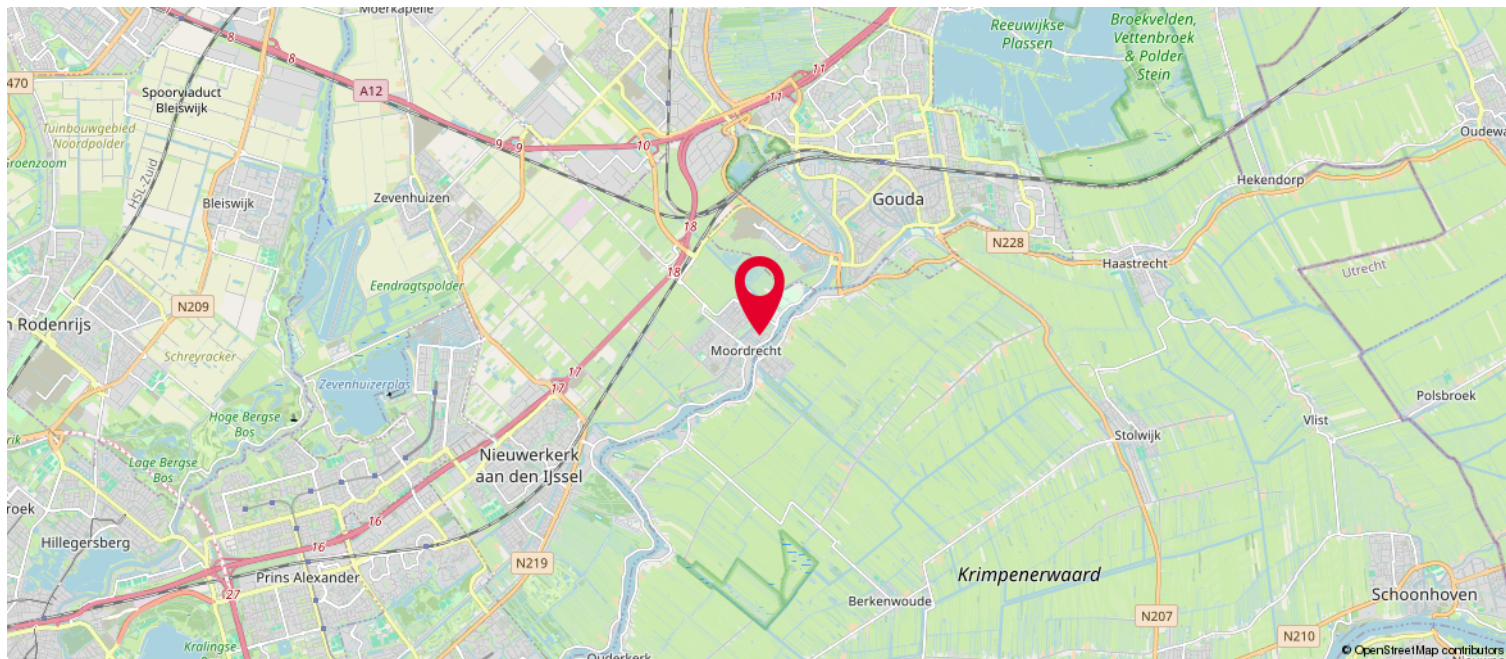 Moerkapelle
8
8
A12
11
11
Reeuwijkse
Plassen
Broekvelden,
Vettenbroek
& Polder
Stein
470
Spoorviaduct
Bleiswijk
Tuinbouwgebied
Noordpolder
Groenzoom
HSL-Zuid
9
9
10
Hekendorp
Bleiswijk
Zevenhuizen
Gouda
18
N228
Haastrecht
Utrecht
18
Eendragtspolder
N209
n Rodenrijs
Schreyracker
Moordrecht
Zevenhuizerplas
17
17
Polsbroek
Hoge Bergse
Bos
Vlist
Stolwijk
Lage Bergse
Bos
Nieuwerkerk
aan den IJssel
16
16
Hillegersberg
N219
Prins Alexander
27
Krimpenerwaard
Berkenwoude
Schoonhoven
N207
N210
Kralingse
Ouderkerk
© OpenStreetMap contributors